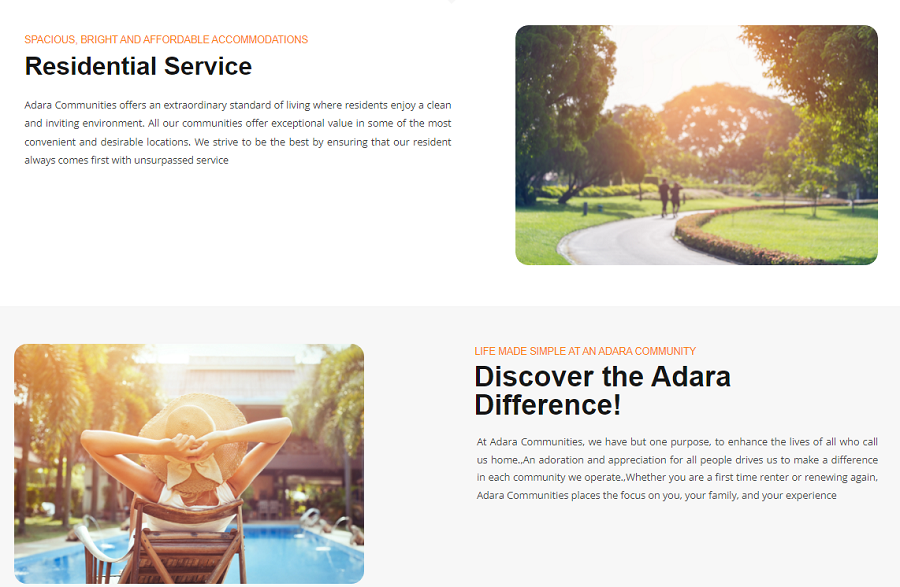 SPACIOUS, BRIGHT AND AFFORDABLE ACCOMMODATIONS
Residential Service
Adara Communities offers an extraordinary standard of living where residents enjoy a clean
and inviting environment. All our communities offer exceptional value in some of the most
convenient and desirable locations. We strive to be the best by ensuring that our resident
always comes first with unsurpassed service
LIFE MADE SIMPLE AT AN ADARA COMMUNITY
Discover the Adara
Difference!
At Adara Communities, we have but one purpose, to enhance the lives of all who call
us home.,An adoration and appreciation for all people drives us to make a difference
in each community we operate.,Whether you are a first time renter or renewing again,
Adara Communities places the focus on you, your family, and your experience